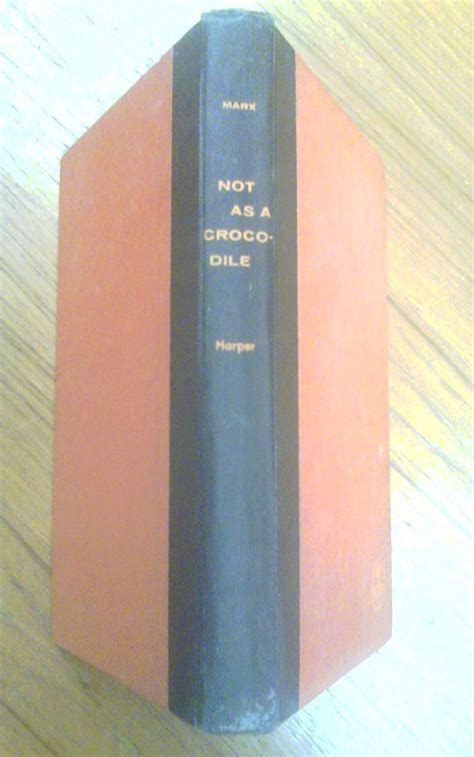 MARX
NOT
AS A
CROCO-
DILE
Harper